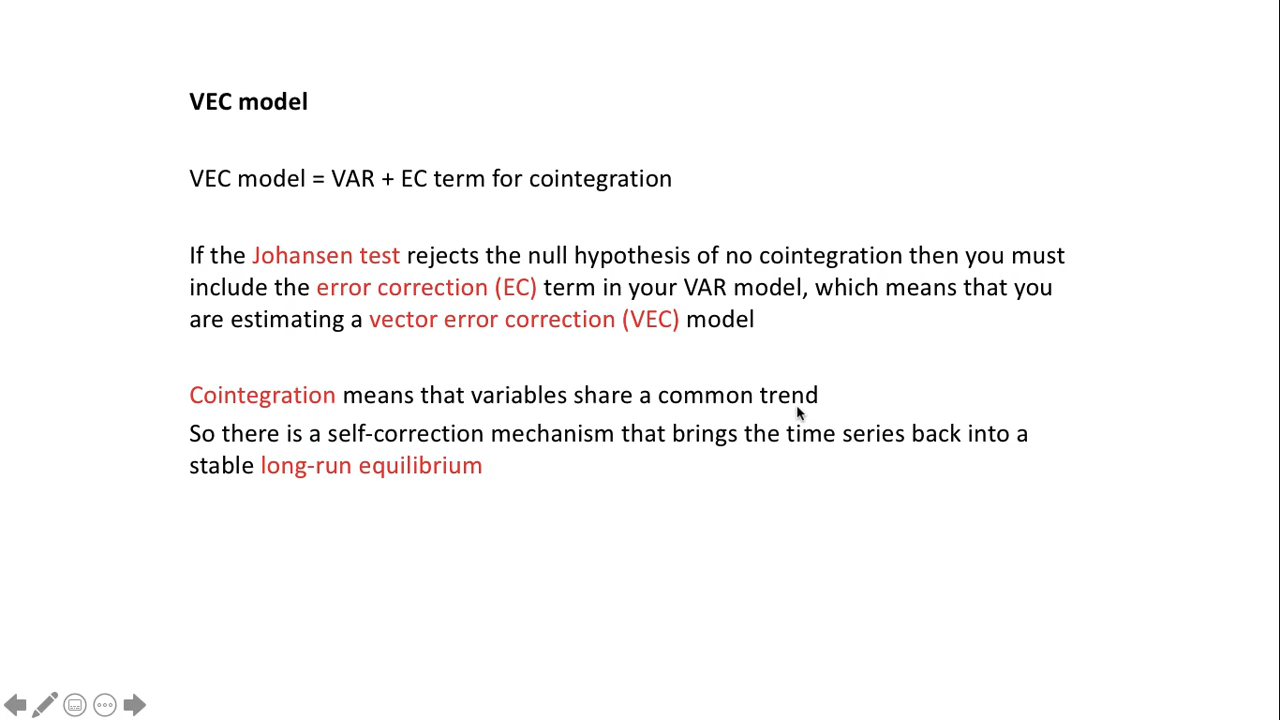 VEC model
VEC model = VAR + EC term for cointegration
If the Johansen test rejects the null hypothesis of no cointegration then you must
include the error correction (EC) term in your VAR model, which means that you
are estimating a vector error correction (VEC) model
Cointegration means that variables share a common trend
So there is a self-correction mechanism that brings the time series back into a
stable long-run equilibrium